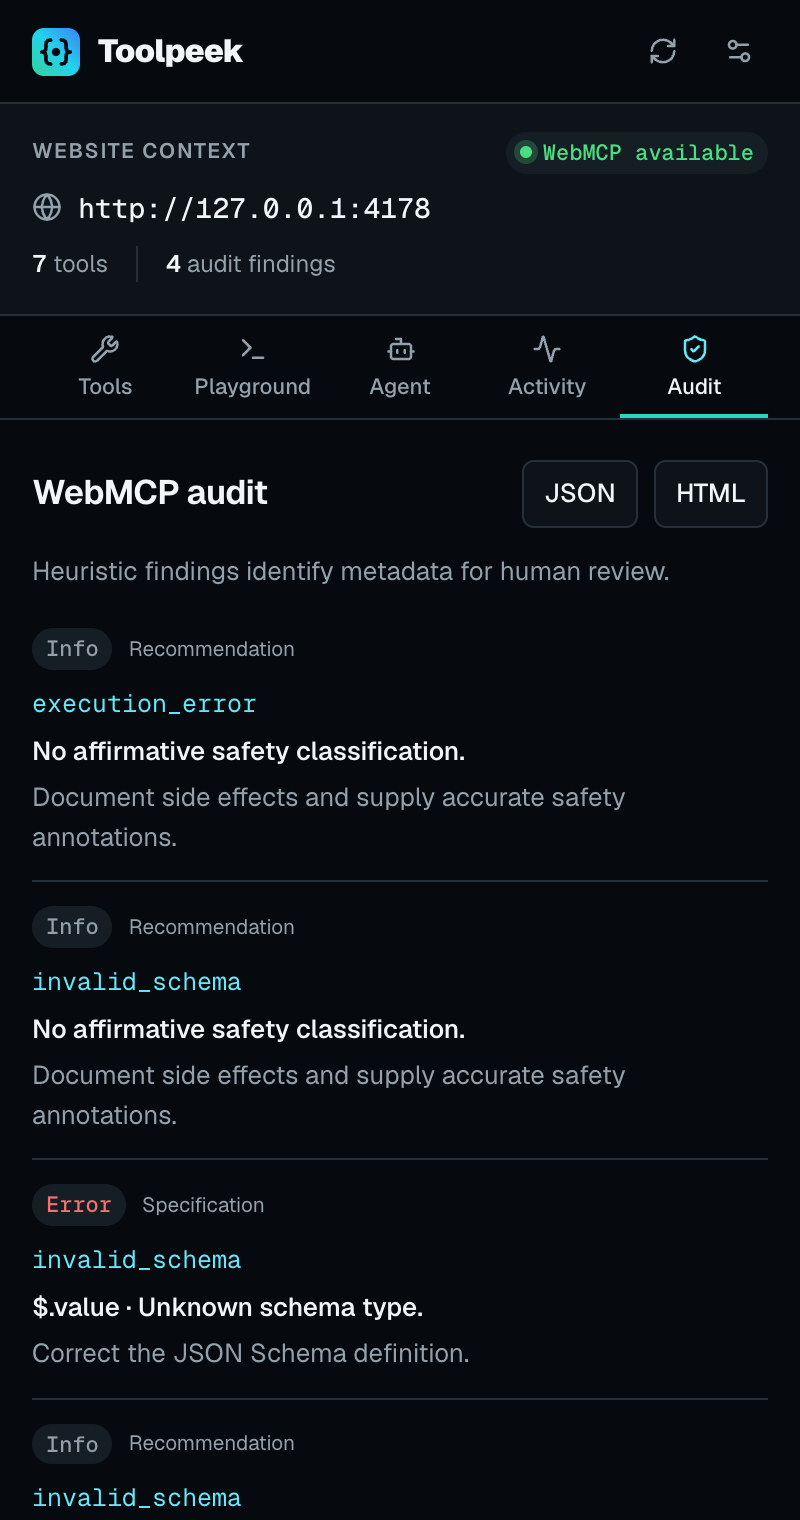 Toolpeek
WEBSITE CONTEXT
WebMCP available
http://127.0.0.1:4178
7 tools
4 audit findings
Tools
Playground
Agent
Activity
Audit
WebMCP audit
JSON
HTML
Heuristic findings identify metadata for human review.
Info Recommendation
execution_error
No affirmative safety classification.
Document side effects and supply accurate safety
annotations.
Info Recommendation
invalid_schema
No affirmative safety classification.
Document side effects and supply accurate safety
annotations.
Error Specification
invalid_schema
$.value · Unknown schema type.
Correct the JSON Schema definition.
Info Recommendation
invalid_schema